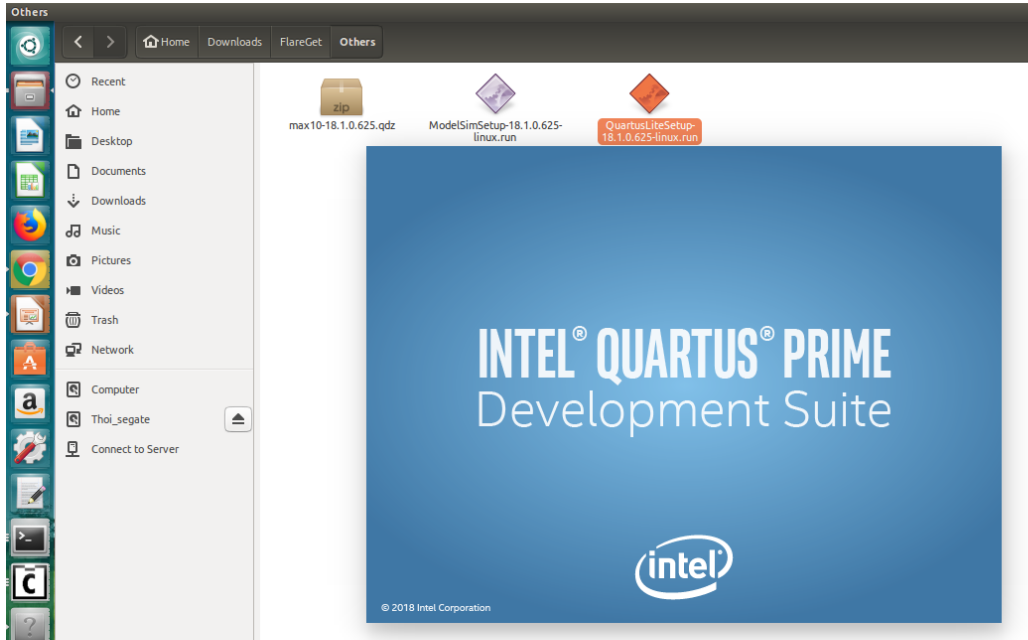 Others
Home
Downloads
FlareGet
Others
Recent
Home
Desktop
Documents
Downloads
Music
Pictures
Videos
Trash
Network
Computer
Thoi_segate
Connect to Server
zip
max10-18.1.0.625.qdz
ModelSimSetup-18.1.0.625-
linux.run
QuartusLiteSetup-
18.1.0.625-linux.run
INTEL® QUARTUS® PRIME
Development Suite
intel
© 2018 Intel Corporation